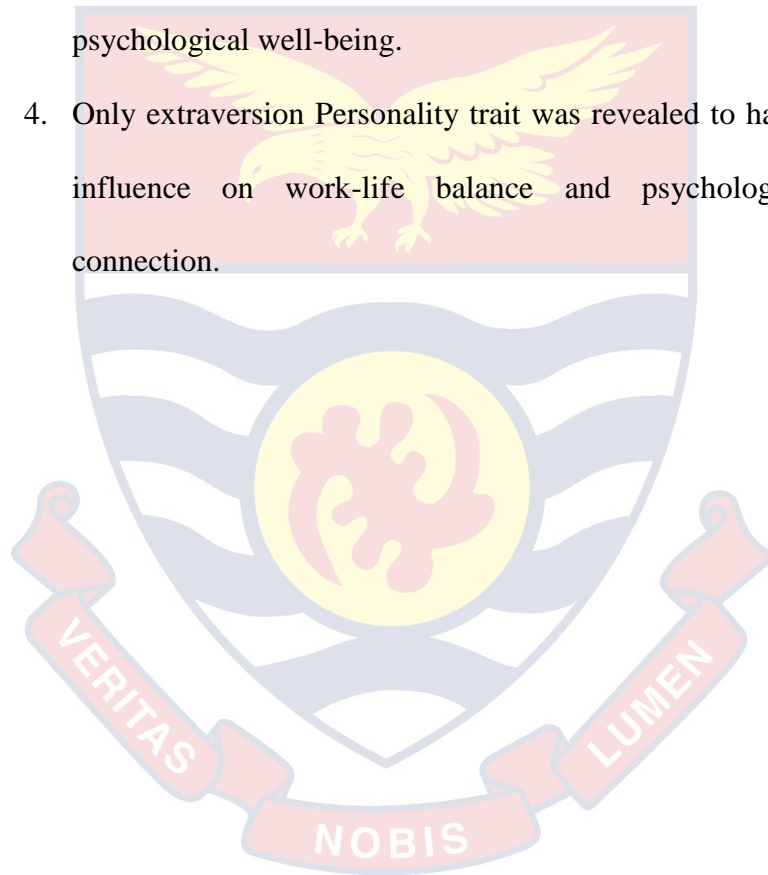 psychological well-being.
4. Only extraversion Personality trait was revealed to ha
influence on work-life balance and psycholog
connection.
VERITAS
NOBIS
LUMEN